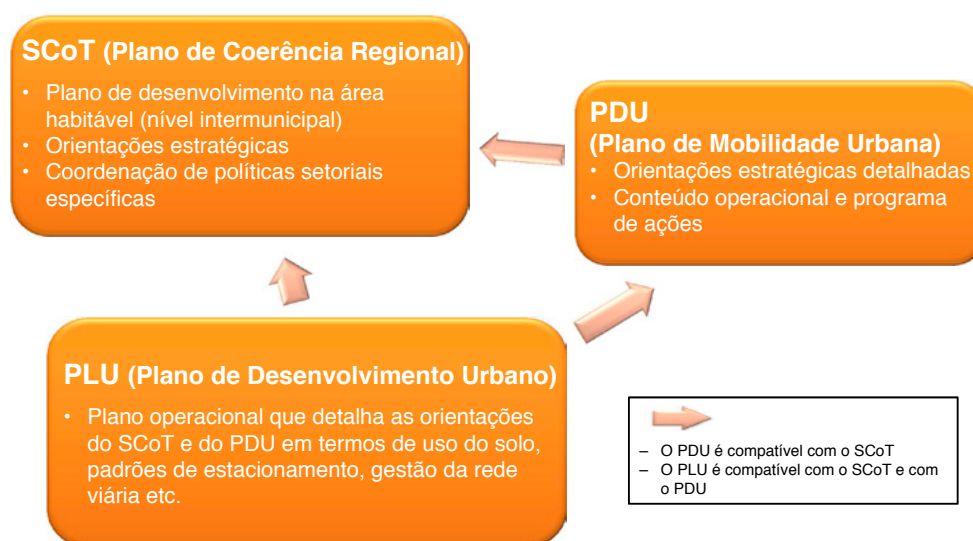 SCoT (Plano de Coerência Regional)
• Plano de desenvolvimento na área
habitável (nível intermunicipal)
• Orientações estratégicas
• Coordenação de políticas setoriais
específicas
PDU
(Plano de Mobilidade Urbana)
• Orientações estratégicas detalhadas
• Conteúdo operacional e programa
de ações
PLU (Plano de Desenvolvimento Urbano)
• Plano operacional que detalha as orientações
do SCoT e do PDU em termos de uso do solo,
padrões de estacionamento, gestão da rede
viária etc.
– O PDU é compatível com o SCoT
– O PLU é compatível com o SCoT e com
o PDU